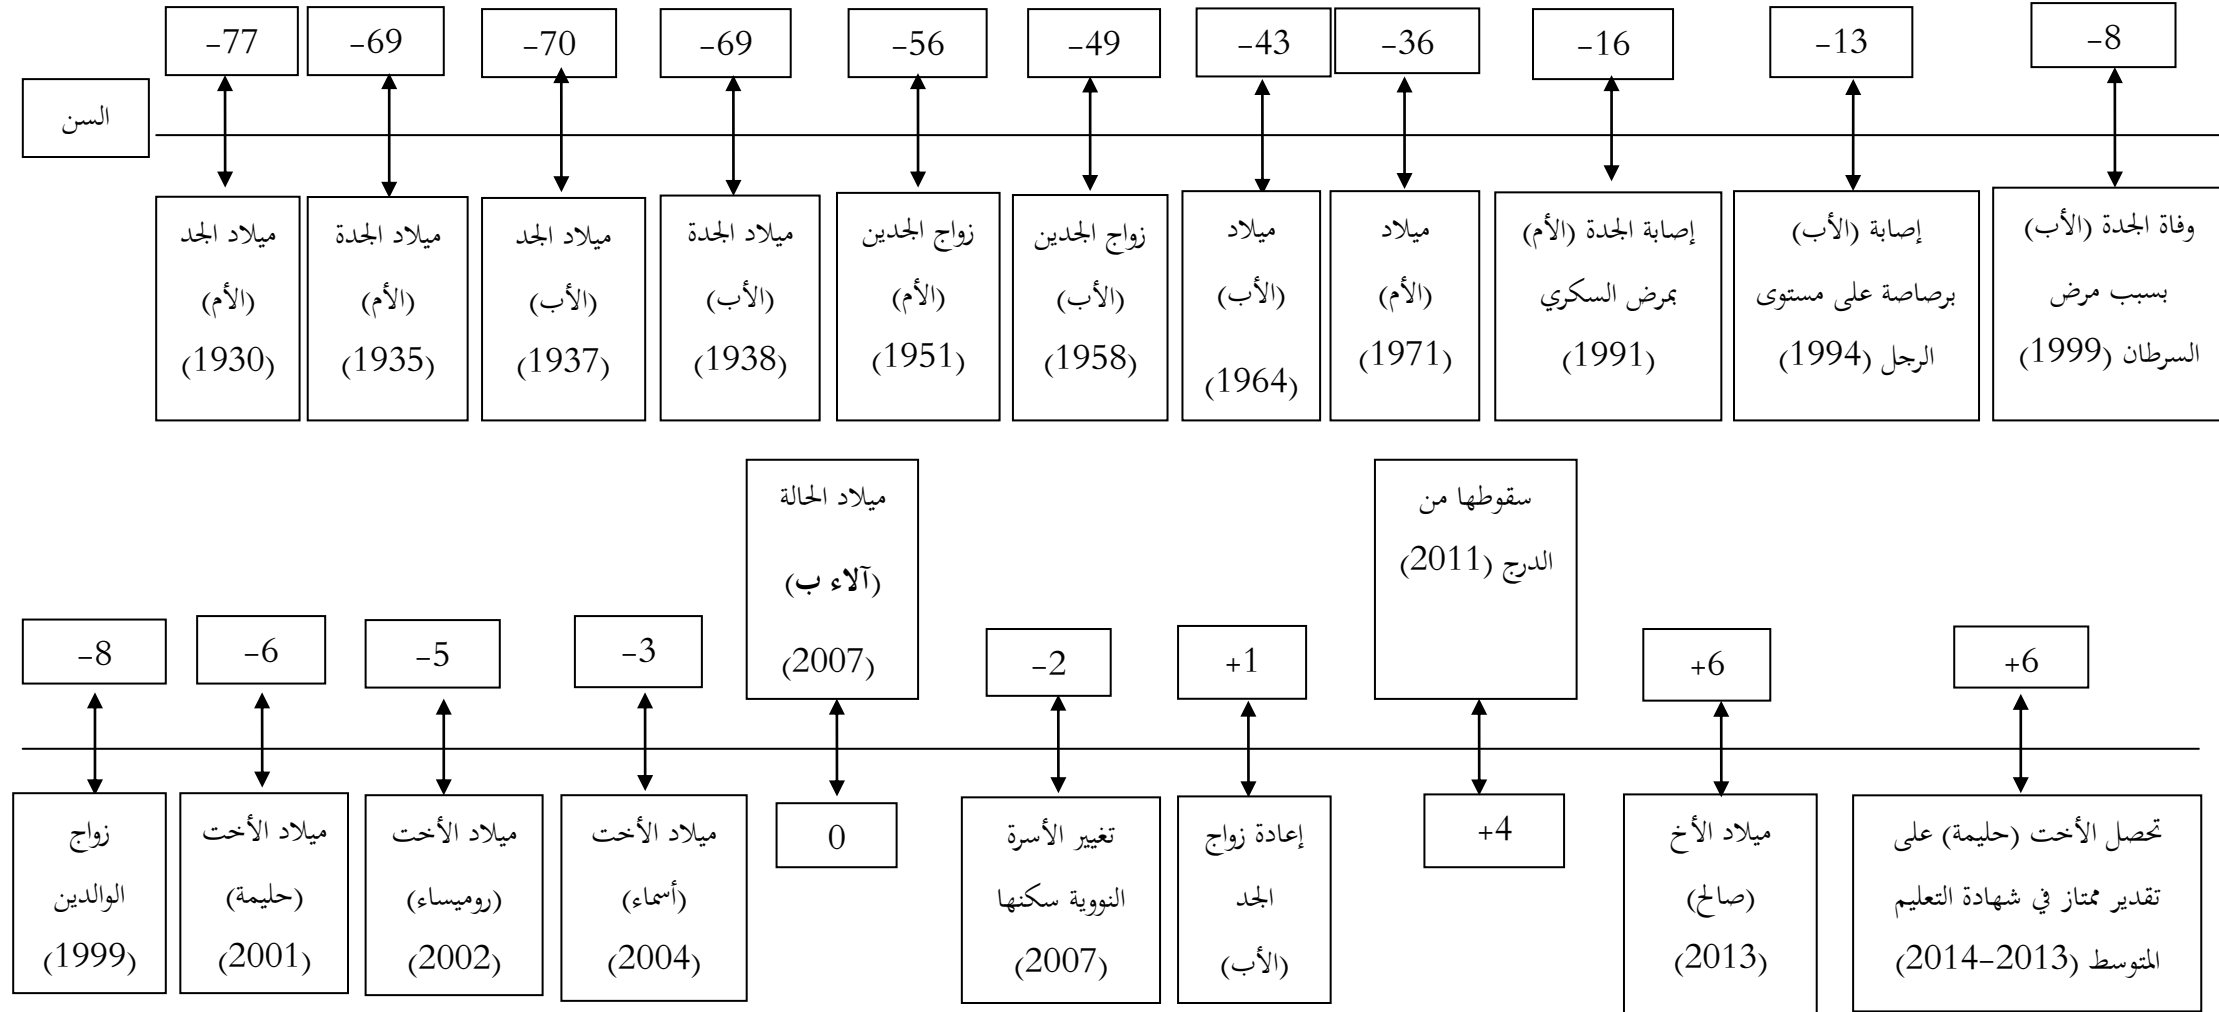 -77
-69
-70
-69
-56
-49
-43
-36
-16
-13
-8
السن
ميلاد الجد
(الأم)
(1930)
ميلاد الجدة
(الأم)
(1935)
ميلاد الجد
(الأب)
(1937)
ميلاد الجدة
(الأب)
(1938)
زواج الجدين
(الأم)
(1951)
زواج الجدين
(الأب)
(1958)
ميلاد
(الأب)
(1964)
ميلاد
(الأم)
(1971)
إصابة الجدة (الأم)
بمرض السكري
(1991)
إصابة (الأب)
برصاصة على مستوى
الرجل (1994)
وفاة الجدة (الأب)
بسبب مرض
السرطان (1999)
ميلاد الحالة
(آلاء ب)
(2007)
سقوطها من
الدرج (2011)
-8
-6
-5
-3
-2
+1
+6
+6
زواج
الوالدين
(1999)
ميلاد الأخت
(حليمة)
(2001)
ميلاد الأخت
(روميساء)
(2002)
ميلاد الأخت
(أسماء)
(2004)
0
تغيير الأسرة
النووية سكنها
(2007)
إعادة زواج
الجد
(الأب)
+4
ميلاد الأخ
(صالح)
(2013)
تحصل الأخت (حليمة) على
تقدير ممتاز في شهادة التعليم
المتوسط (2013-2014)